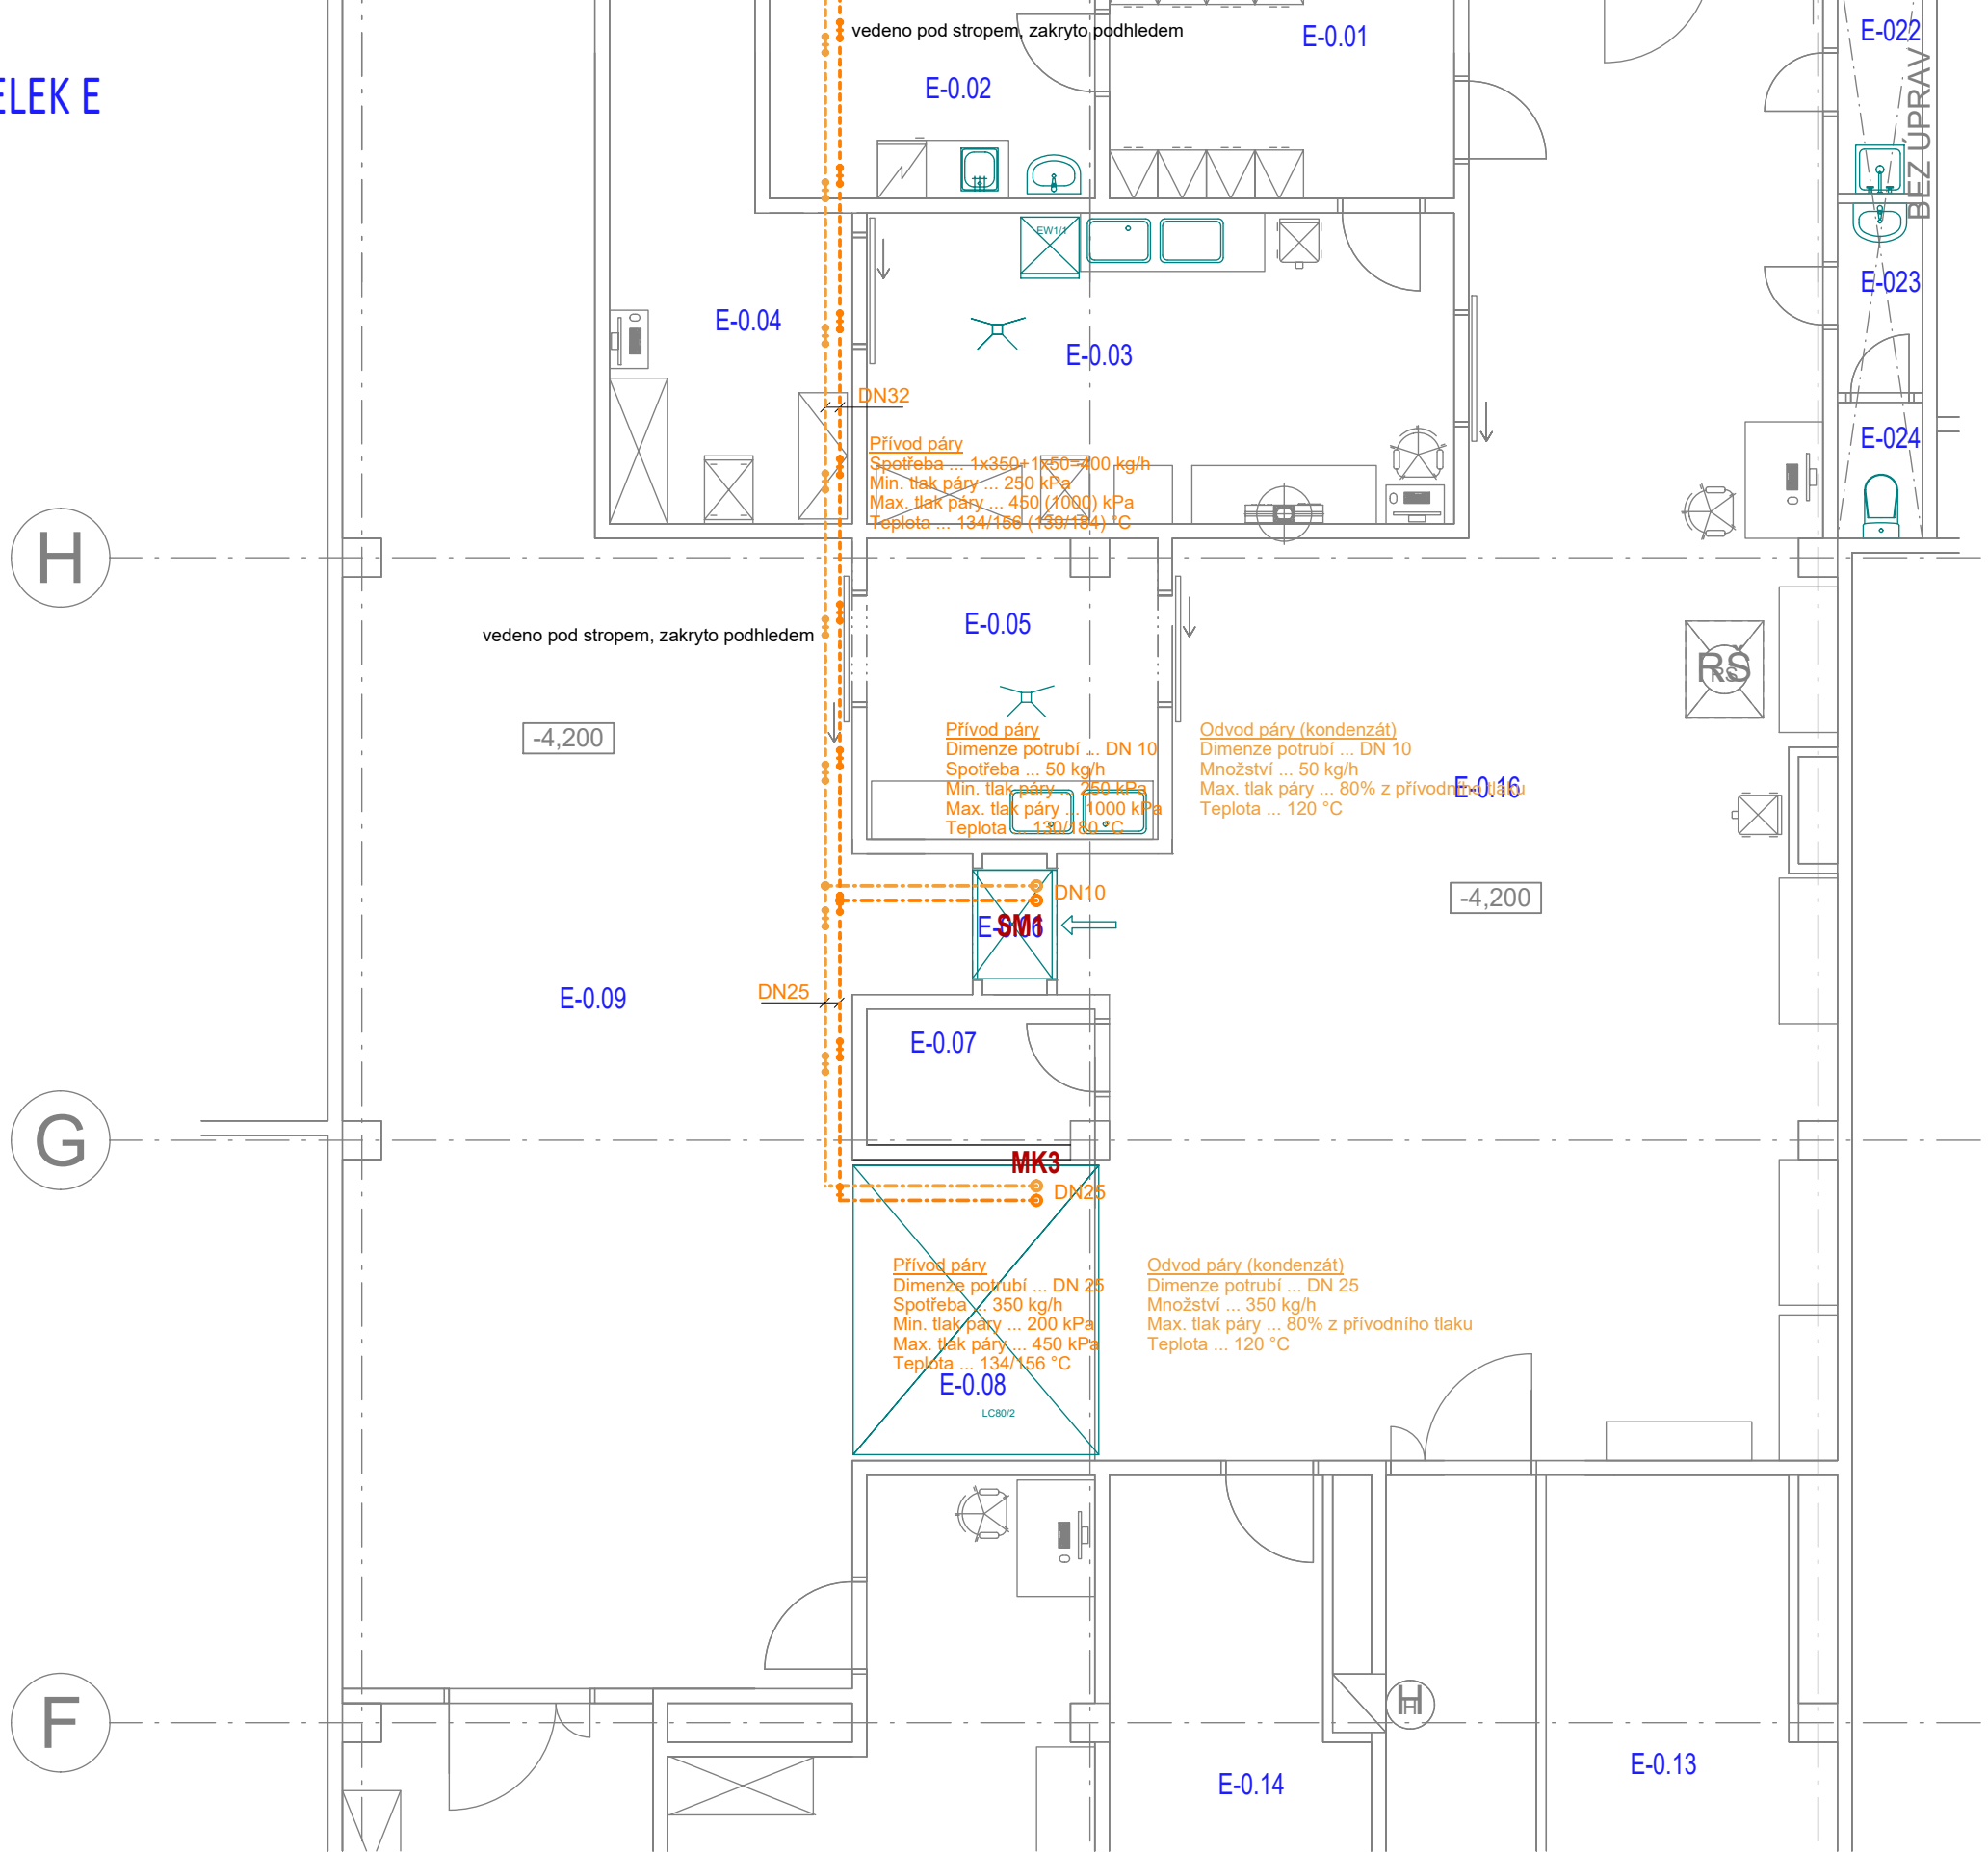 vedeno pod stropem, zakryto podhledem
E-0.01
E-022
E-0.02
ELEK E
BEZ ÚPRAV
EW1/1
E-023
E-0.04
E-0.03
DN32
E-024
Přívod páry
Spotřeba ... 1x350+1x50=400 kg/h
Min. tlak páry ... 250 kPa
Max. tlak páry ... 450 (1000) kPa
Teplota ... 134/156 (139/184) °C
H
E-0.05
vedeno pod stropem, zakryto podhledem
RŠ
RS
-4,200
Přívod páry
Dimenze potrubí ... DN 10
Spotřeba ... 50 kg/h
Min. tlak páry ... 250 kPa
Max. tlak páry ... 1000 kPa
Teplota ... 130/180 °C
Odvod páry (kondenzát)
Dimenze potrubí ... DN 10
Množství ... 50 kg/h
Max. tlak páry ... 80% z přívodního tlaku
Teplota ... 120 °C
E-0.16
DN10
-4,200
E-0.06
SM1
DN25
E-0.09
E-0.07
G
MK3
DN25
Přívod páry
Dimenze potrubí ... DN 25
Spotřeba ... 350 kg/h
Min. tlak páry ... 200 kPa
Max. tlak páry ... 450 kPa
Teplota ... 134/156 °C
Odvod páry (kondenzát)
Dimenze potrubí ... DN 25
Množství ... 350 kg/h
Max. tlak páry ... 80% z přívodního tlaku
Teplota ... 120 °C
E-0.08
LC80/2
F
H
E-0.14
E-0.13